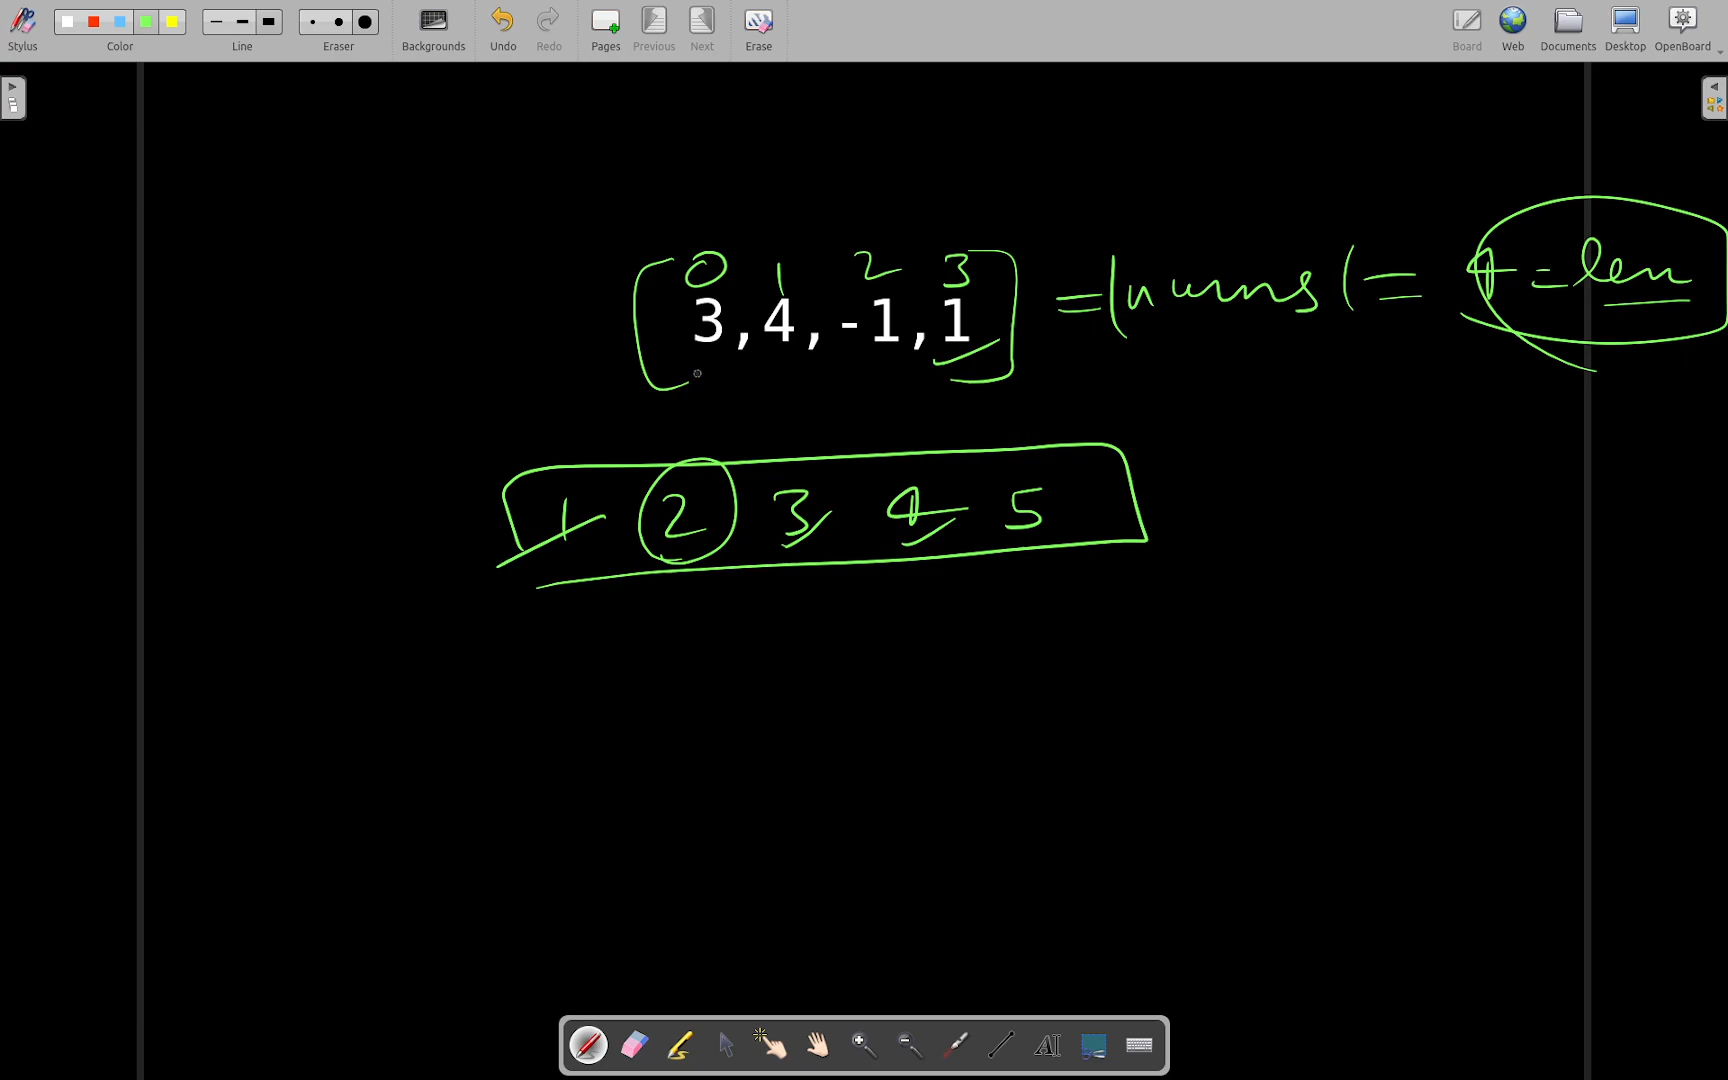 Stylus Color Line Eraser Backgrounds Undo Redo Pages Previous Next Erase Board Web Documents Desktop OpenBoard
0 1 2 3
3,4,-1,1 = |nums| = 4 = len
1 2 3 4 5
AI